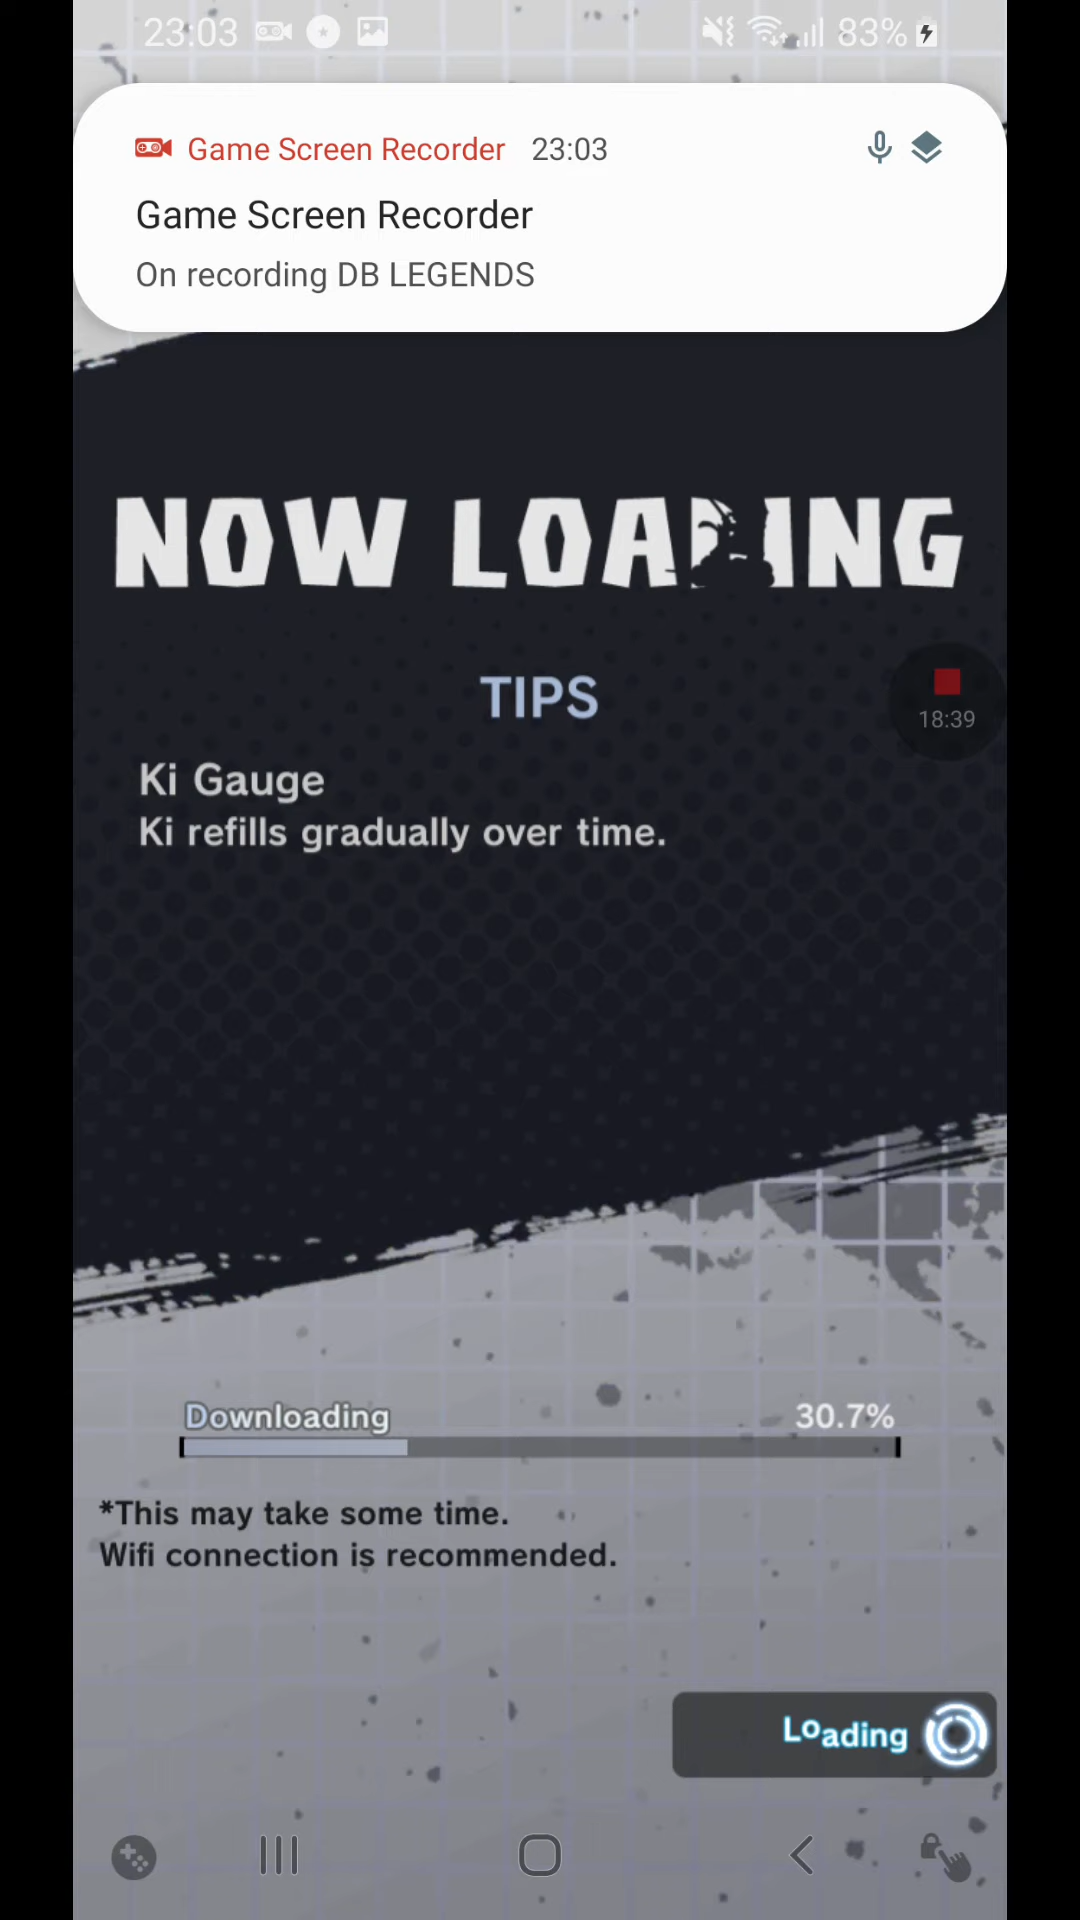 23:03
83%
Game Screen Recorder 23:03
Game Screen Recorder
On recording DB LEGENDS
NOW LOADING
TIPS
18:39
Ki Gauge
Ki refills gradually over time.
Downloading 30.7%
*This may take some time.
Wifi connection is recommended.
Loading